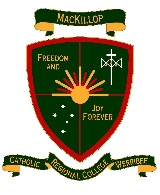 MACKILLOP
FREEDOM
AND
JOY
FOREVER
CATHOLIC REGIONAL COLLEGE WERRIBEE